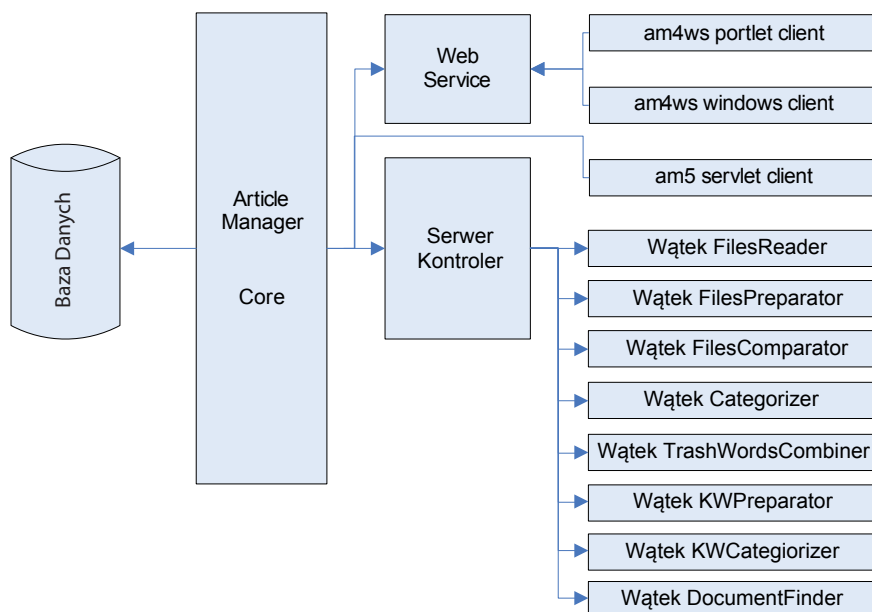 Baza Danych
Article
Manager
Core
Web
Service
Serwer
Kontroler
am4ws portlet client
am4ws windows client
am5 servlet client
Wątek FilesReader
Wątek FilesPreparator
Wątek FilesComparator
Wątek Categorizer
Wątek TrashWordsCombiner
Wątek KWPreparator
Wątek KWCategiorizer
Wątek DocumentFinder